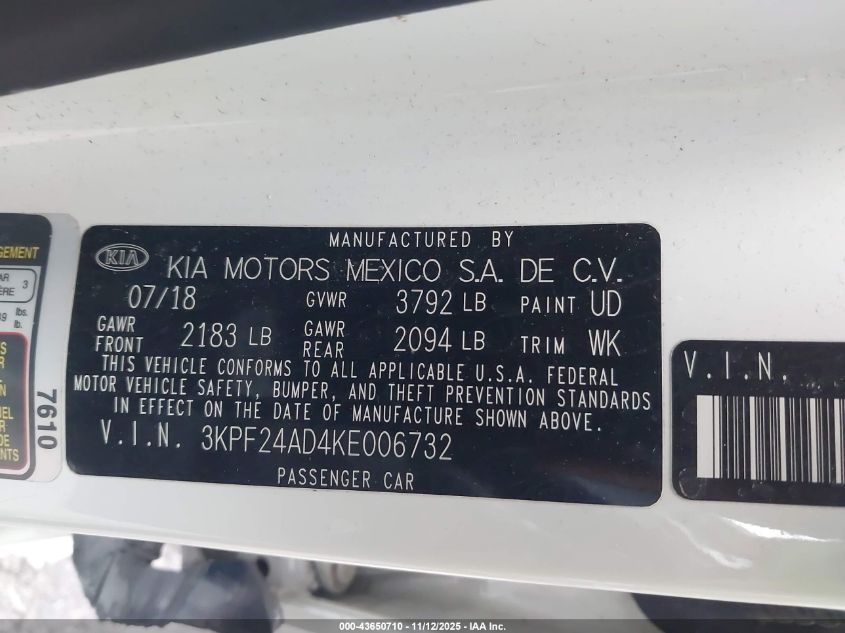 MANUFACTURED BY
KIA
KIA MOTORS MEXICO S.A. DE C.V.
07/18 GVWR 3792 LB PAINT UD
GAWR FRONT 2183 LB GAWR REAR 2094 LB TRIM WK
THIS VEHICLE CONFORMS TO ALL APPLICABLE U.S.A. FEDERAL
MOTOR VEHICLE SAFETY, BUMPER, AND THEFT PREVENTION STANDARDS
IN EFFECT ON THE DATE OF MANUFACTURE SHOWN ABOVE.
V.I.N. 3KPF24AD4KE006732
PASSENGER CAR
7610
3
lbs.
lb.
V.I.N.
000-43650710 - 11/12/2025 - IAA Inc.